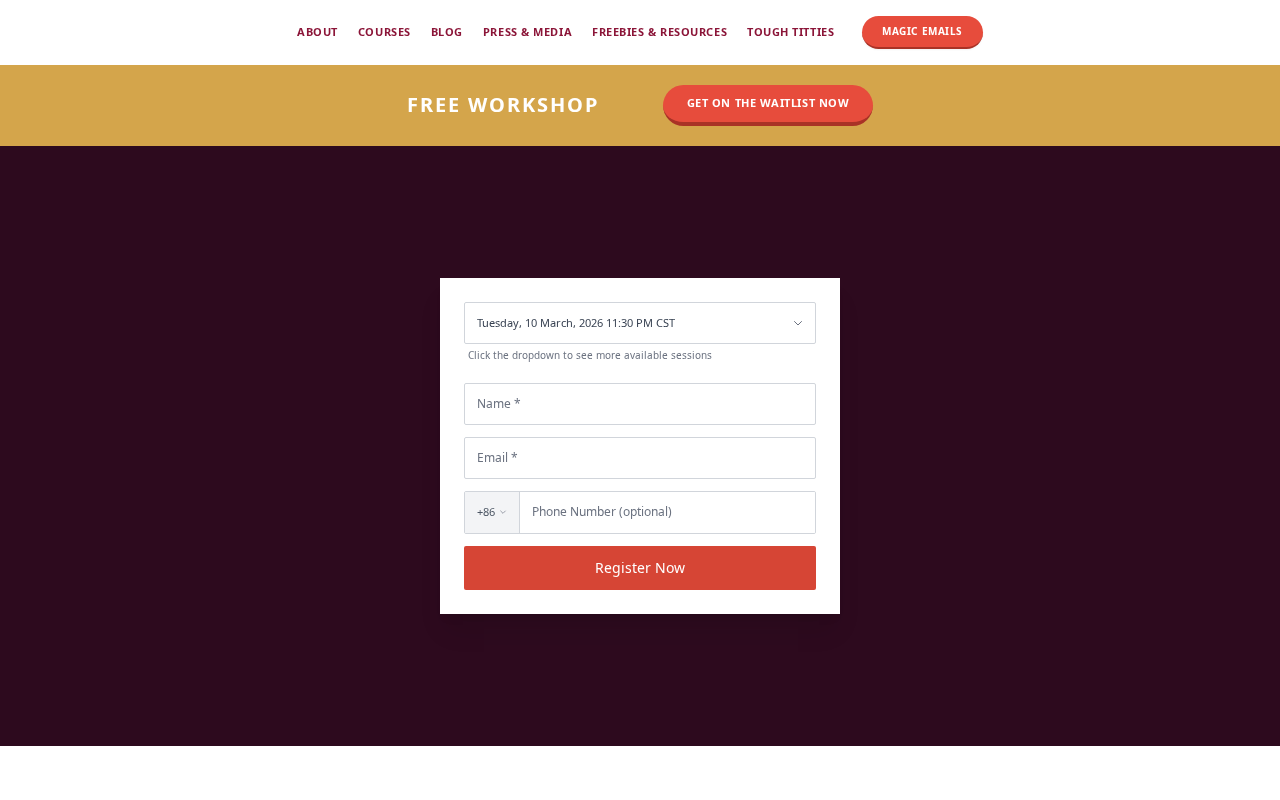 ABOUT COURSES BLOG PRESS & MEDIA FREEBIES & RESOURCES TOUGH TITTIES MAGIC EMAILS
FREE WORKSHOP GET ON THE WAITLIST NOW
Tuesday, 10 March, 2026 11:30 PM CST
Click the dropdown to see more available sessions
Name *
Email *
+86 Phone Number (optional)
Register Now